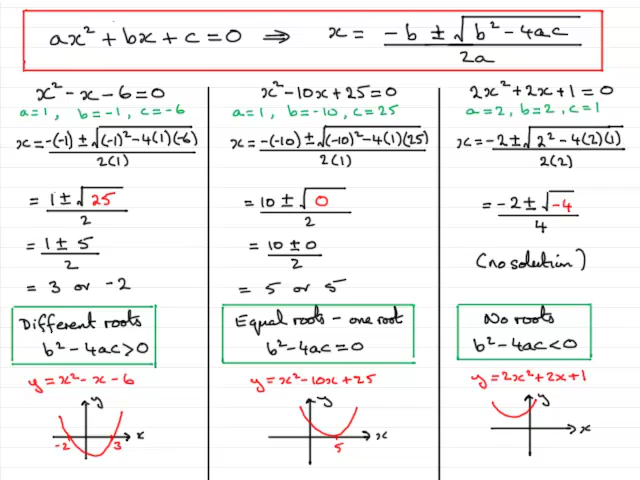 ax² + bx + c = 0 ⇒ x = (-b ± √(b² - 4ac)) / 2a
x² - x - 6 = 0
a=1, b=-1, c=-6
x = (-(-1) ± √((-1)² - 4(1)(-6))) / 2(1)
= (1 ± √25) / 2
= (1 ± 5) / 2
= 3 or -2
Different roots
b² - 4ac > 0
y = x² - x - 6
y
-2 3 x
x² - 10x + 25 = 0
a=1, b=-10, c=25
x = (-(-10) ± √((-10)² - 4(1)(25))) / 2(1)
= (10 ± √0) / 2
= (10 ± 0) / 2
= 5 or 5
Equal roots - one root
b² - 4ac = 0
y = x² - 10x + 25
y
5 x
2x² + 2x + 1 = 0
a=2, b=2, c=1
x = (-2 ± √(2² - 4(2)(1))) / 2(2)
= (-2 ± √-4) / 4
(no solution)
No roots
b² - 4ac < 0
y = 2x² + 2x + 1
y
x